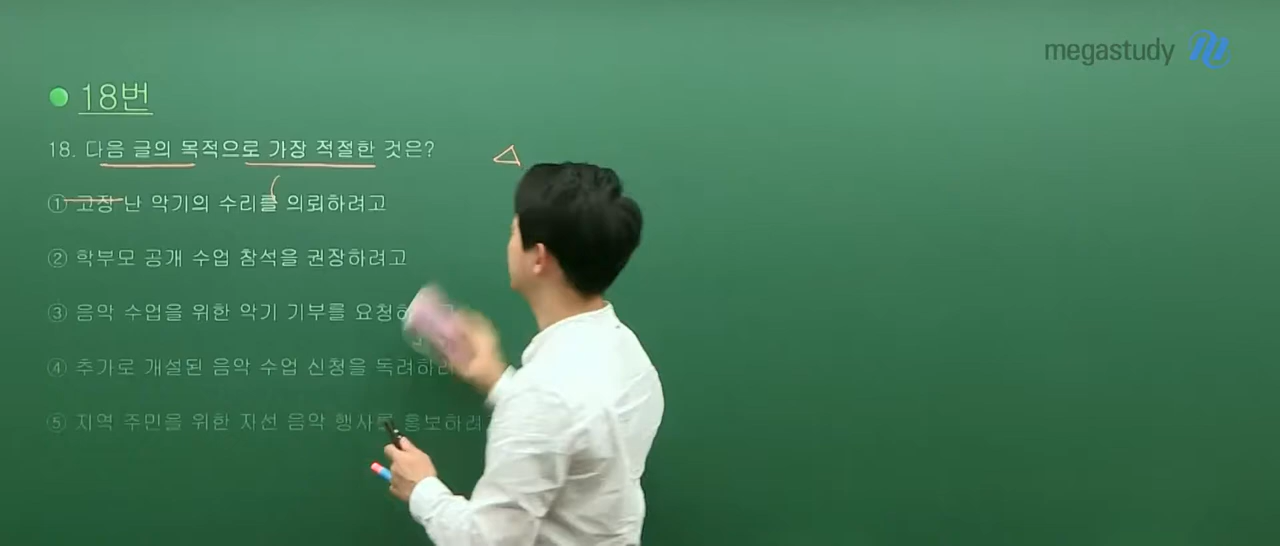 megastudy
18번
18. 다음 글의 목적으로 가장 적절한 것은?
① 고장 난 악기의 수리를 의뢰하려고
② 학부모 공개 수업 참석을 권장하려고
③ 음악 수업을 위한 악기 기부를 요청
④ 추가로 개설된 음악 수업 신청을 독려하려
⑤ 지역 주민을 위한 자선 음악 행사를 홍보하려